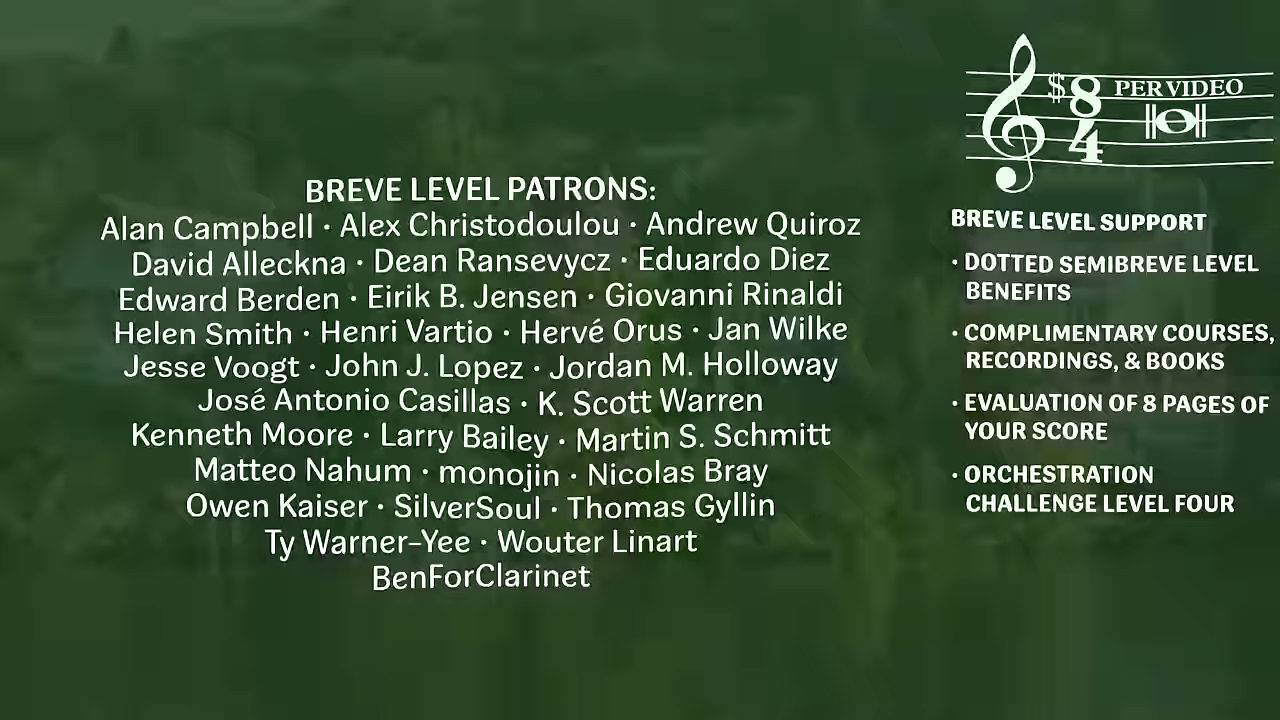 BREVE LEVEL PATRONS:
Alan Campbell · Alex Christodoulou · Andrew Quiroz
David Alleckna · Dean Ransevycz · Eduardo Diez
Edward Berden · Eirik B. Jensen · Giovanni Rinaldi
Helen Smith · Henri Vartio · Hervé Orus · Jan Wilke
Jesse Voogt · John J. Lopez · Jordan M. Holloway
José Antonio Casillas · K. Scott Warren
Kenneth Moore · Larry Bailey · Martin S. Schmitt
Matteo Nahum · monojin · Nicolas Bray
Owen Kaiser · SilverSoul · Thomas Gyllin
Ty Warner-Yee · Wouter Linart
BenForClarinet
$ 8 PER VIDEO
4
BREVE LEVEL SUPPORT
· DOTTED SEMIBREVE LEVEL
BENEFITS
· COMPLIMENTARY COURSES,
RECORDINGS, & BOOKS
· EVALUATION OF 8 PAGES OF
YOUR SCORE
· ORCHESTRATION
CHALLENGE LEVEL FOUR